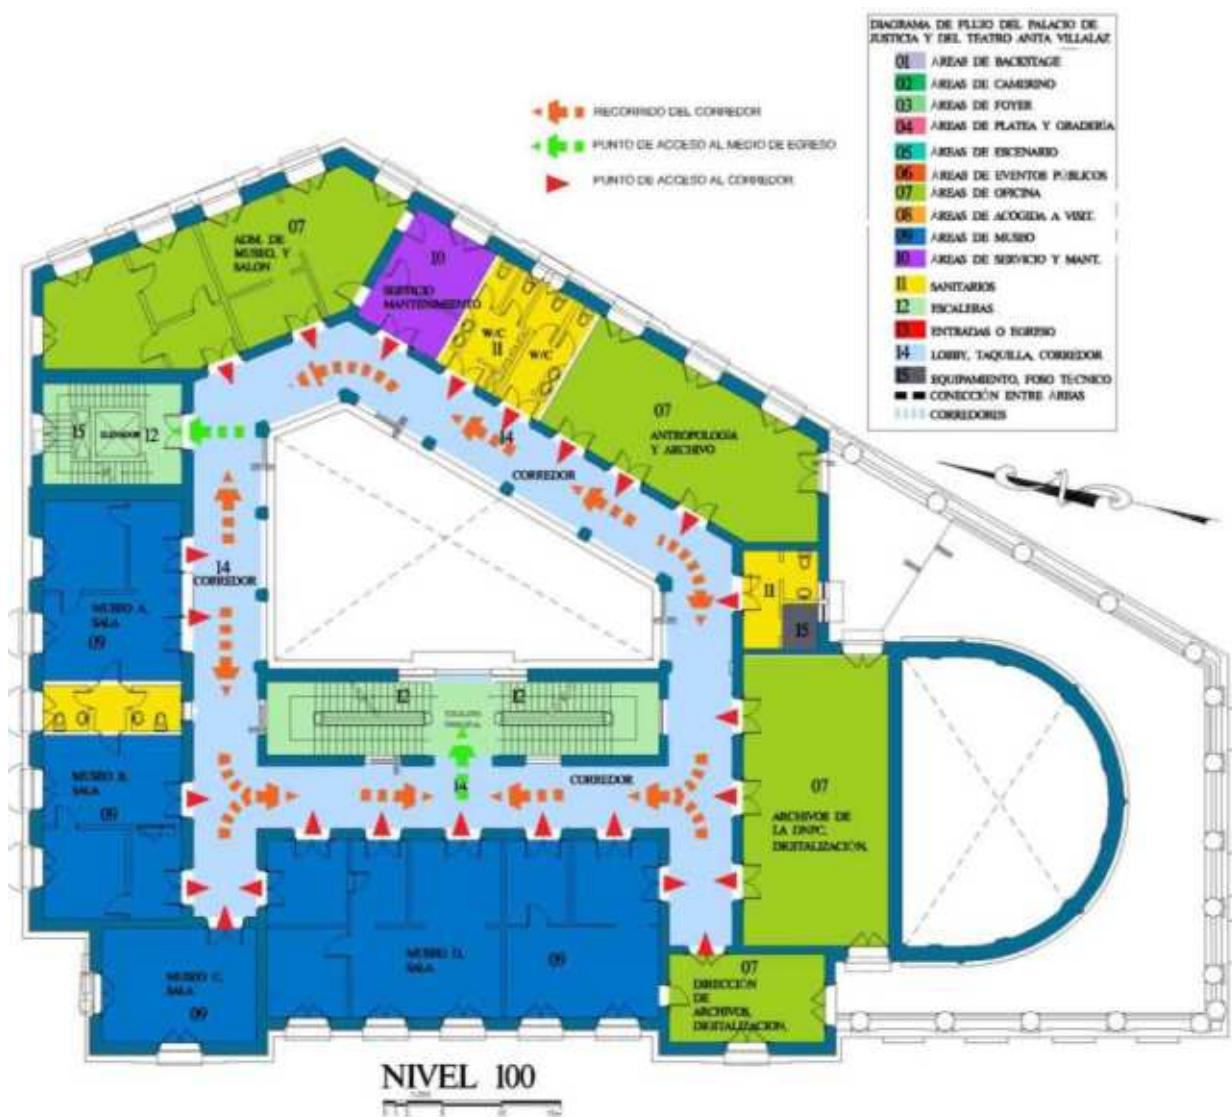 DIAGRAMA DE FLUJO DEL PALACIO DE
JUSTICIA Y DEL TEATRO ANITA VILLALAZ
01 ÁREAS DE BACKSTAGE
02 ÁREAS DE CAMERINO
03 ÁREAS DE FOYER
04 ÁREAS DE PLATEA Y GRADERÍA
05 ÁREAS DE ESCENARIO
06 ÁREAS DE EVENTOS PÚBLICOS
07 ÁREAS DE OFICINA
08 ÁREAS DE ACOGIDA A VISIT.
09 ÁREAS DE MUSEO
10 ÁREAS DE SERVICIO Y MANT.
11 SANITARIOS
12 ESCALERAS
13 ENTRADAS O EGRESO
14 LOBBY, TAQUILLA, CORREDOR
15 EQUIPAMIENTO, FOSO TÉCNICO
CONECCIÓN ENTRE ÁREAS
CORREDORES
RECORRIDO DEL CORREDOR
PUNTO DE ACCESO AL MEDIO DE EGRESO
PUNTO DE ACCESO AL CORREDOR
07
ADM. DE
MUSEO, Y
SALÓN
10
SERVICIO
MANTENIMIENTO
W/C
11
W/C
07
ANTROPOLOGÍA
Y ARCHIVO
14
CORREDOR
15
ELEVADOR
12
14
CORREDOR
MUSEO A.
SALA
09
11
15
12
12
PRINCIPAL
MUSEO B.
SALA
09
14
CORREDOR
07
ARCHIVOS DE
LA DNPC,
DIGITALIZACIÓN.
MUSEO C.
SALA
09
MUSEO D.
SALA
09
07
DIRECCIÓN
DE
ARCHIVOS,
DIGITALIZACION.
NIVEL 100